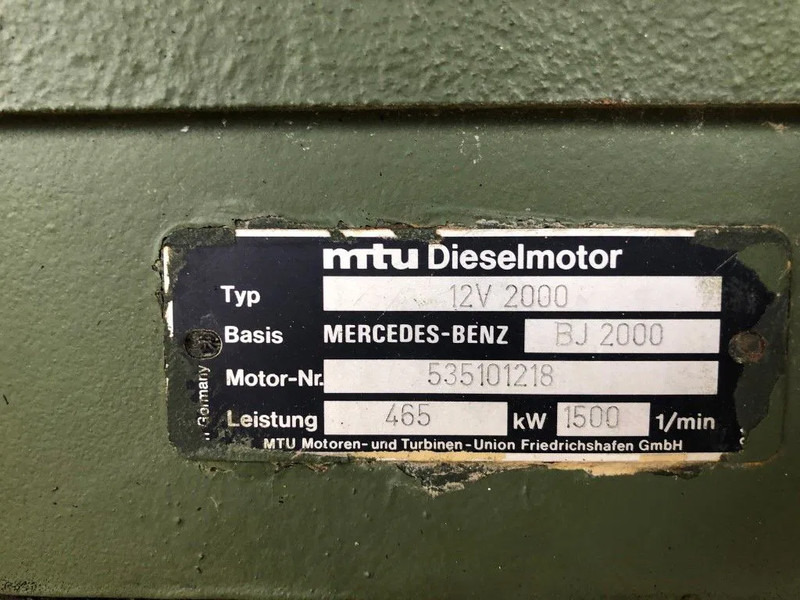 mtu Dieselmotor
Typ 12V 2000
Basis MERCEDES-BENZ BJ 2000
Motor-Nr. 535101218
Leistung 465 kW 1500 1/min
MTU Motoren-und Turbinen-Union Friedrichshafen GmbH
Germany